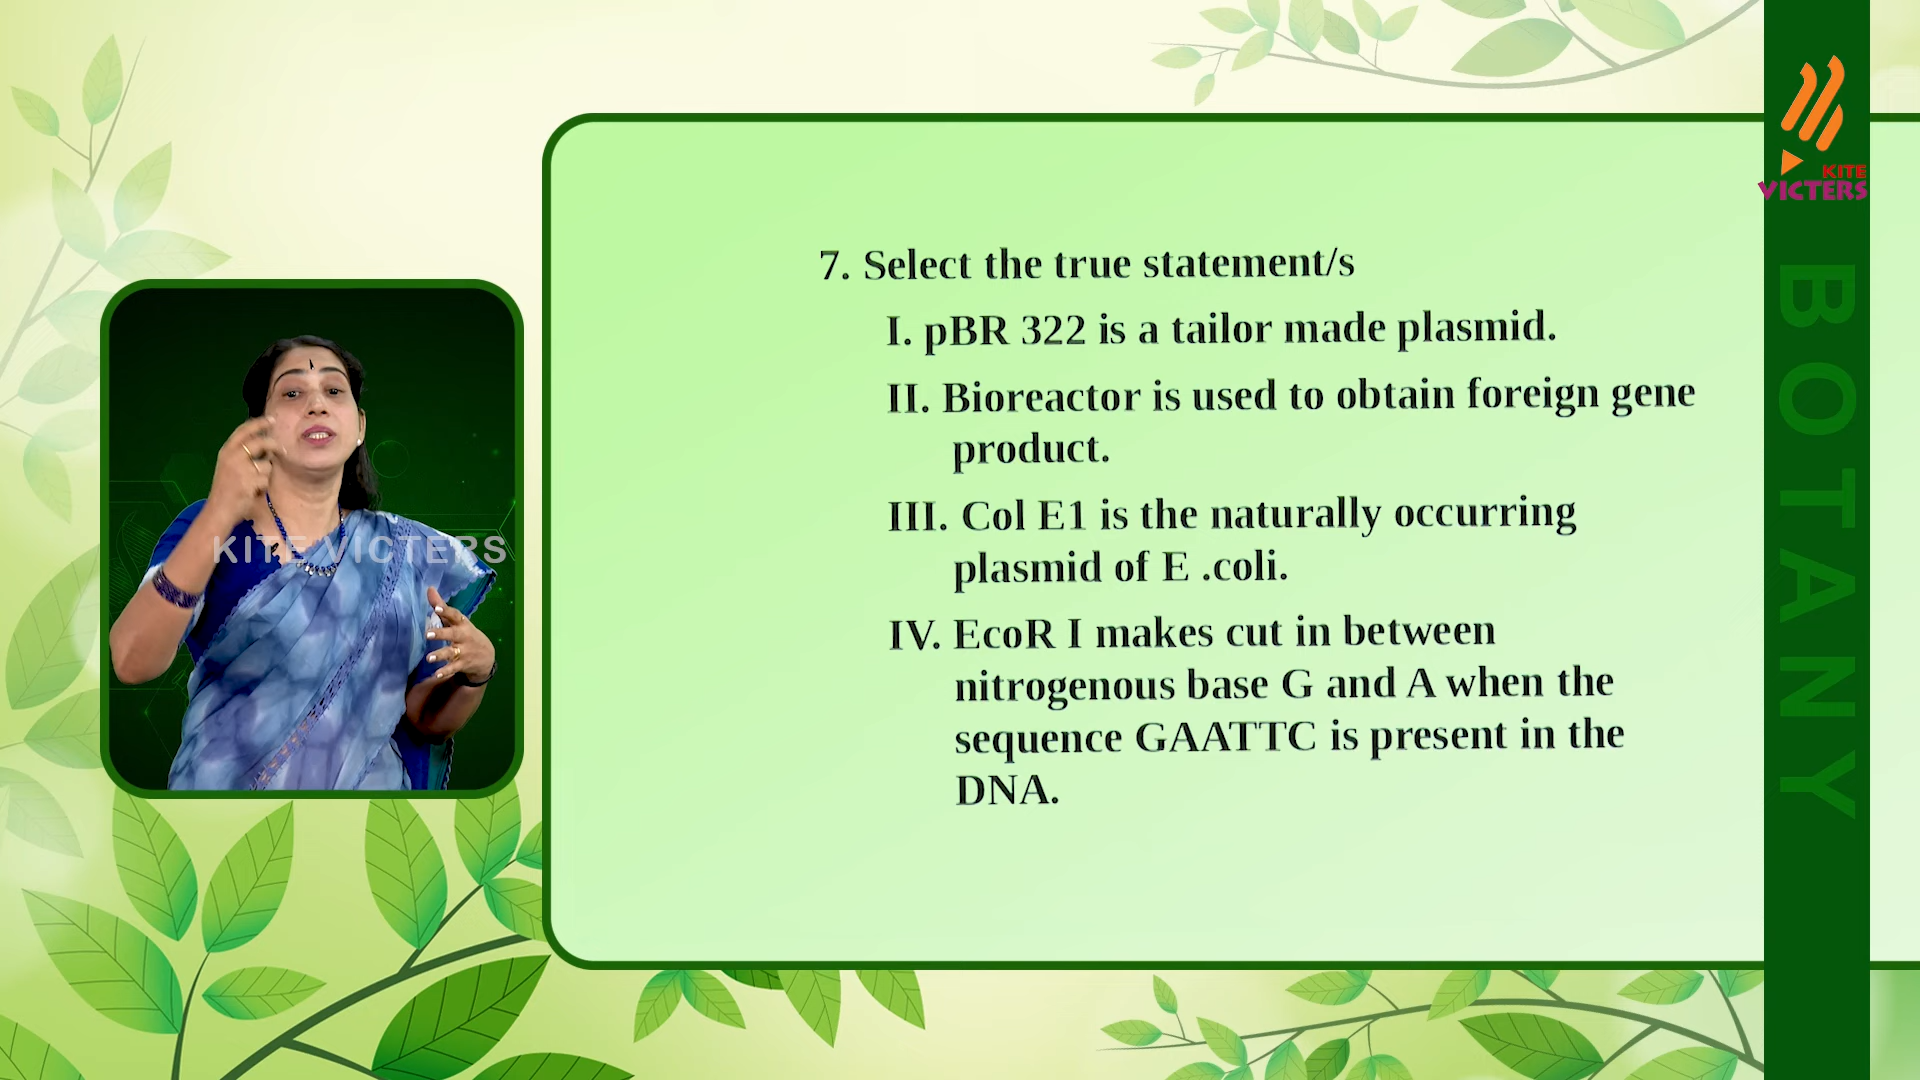 7. Select the true statement/s
I. pBR 322 is a tailor made plasmid.
II. Bioreactor is used to obtain foreign gene
product.
III. Col E1 is the naturally occurring
plasmid of E .coli.
IV. EcoR I makes cut in between
nitrogenous base G and A when the
sequence GAATTC is present in the
DNA.
KITE VICTERS
KITE
VICTERS
BOTANY